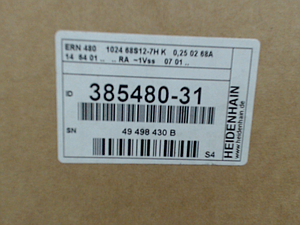 ERN 480 1024 68S12-7H K 0,25 02 68A
14 64 01 .. .. RA ~1Vss 07 01 ..
ID 385480-31
SN 49 498 430 B
S4
HEIDENHAIN
www.heidenhain.de